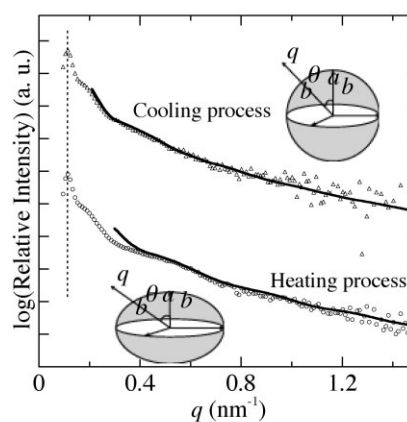 log(Relative Intensity) (a. u.)
q
θ a
b b
Cooling process
q
θ a
b b
Heating process
0 0.4 0.8 1.2
q (nm⁻¹)